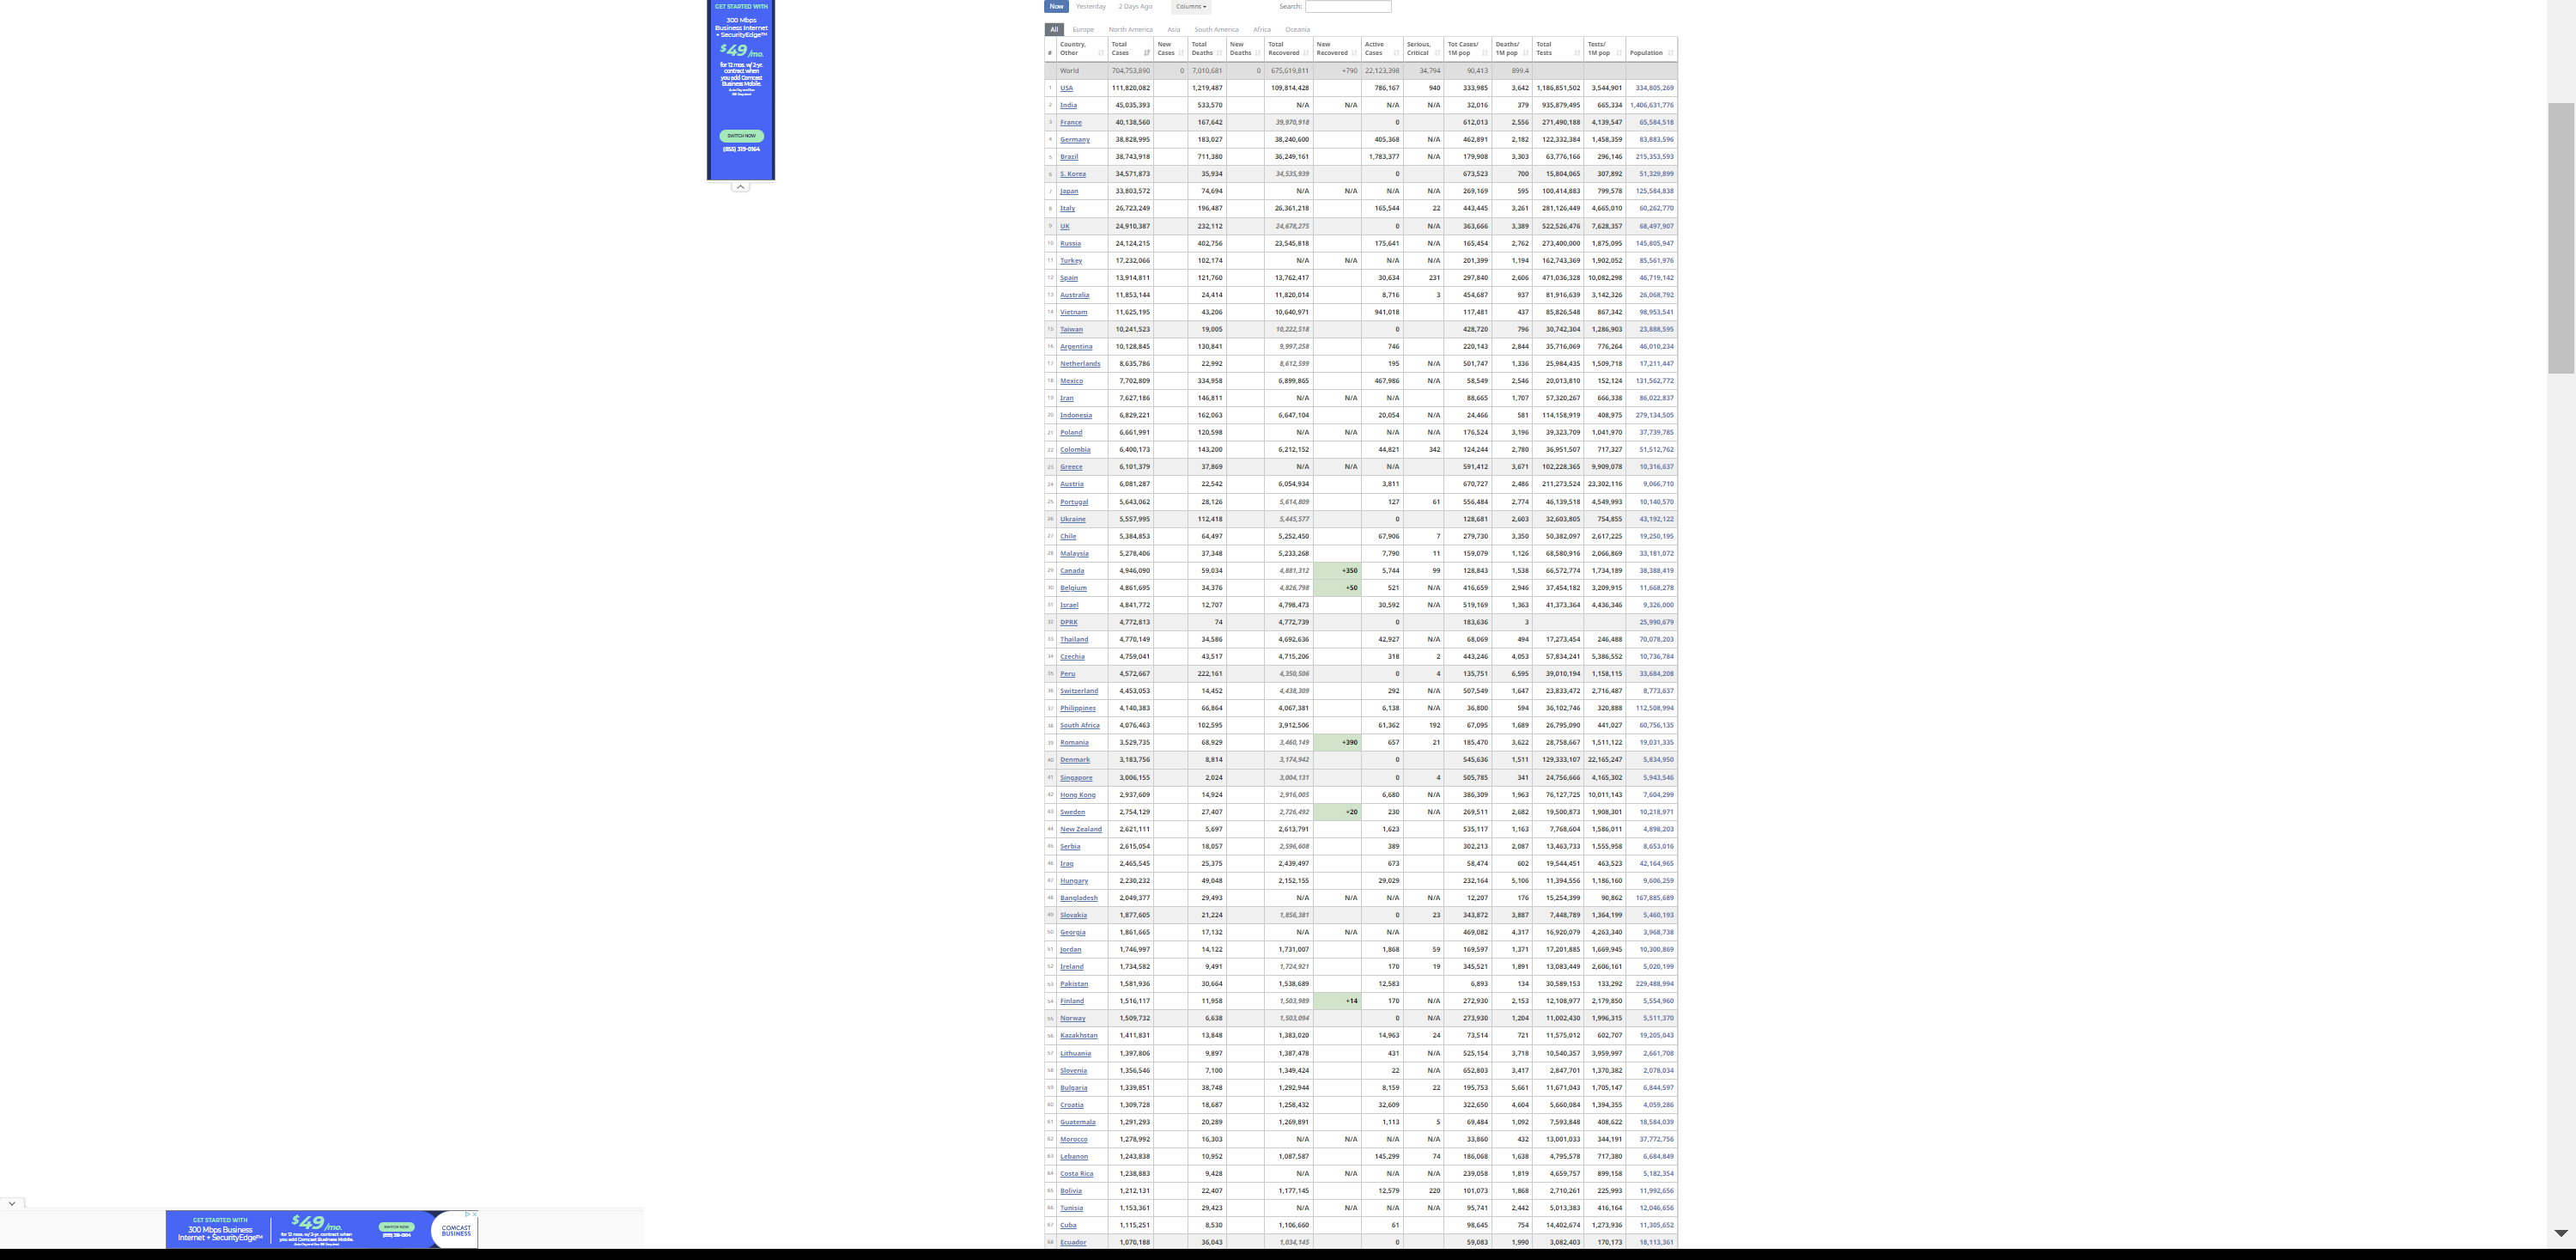 GET STARTED WITH
300 Mbps
Business Internet
+ SecurityEdge™
$49/mo.
for 12 mos. w/ 2-yr.
contract when
you add Comcast
Business Mobile.
SWITCH NOW
(855) 319-0164
Now Yesterday 2 Days Ago Columns Search:
All Europe North America Asia South America Africa Oceania
# Country, Other Total Cases New Cases Total Deaths New Deaths Total Recovered New Recovered Active Cases Serious, Critical Tot Cases/ 1M pop Deaths/ 1M pop Total Tests Tests/ 1M pop Population
World 704,753,890 0 7,010,681 0 675,619,811 +790 22,123,398 34,794 90,413 899.4
1 USA 111,820,082 1,219,487 109,814,428 786,167 940 333,985 3,642 1,186,851,502 3,544,901 334,805,269
2 India 45,035,393 533,570 N/A N/A N/A N/A 32,016 379 935,879,495 665,334 1,406,631,776
3 France 40,138,560 167,642 39,970,918 0 612,013 2,556 271,490,188 4,139,547 65,584,518
4 Germany 38,828,995 183,027 38,240,600 405,368 N/A 462,891 2,182 122,332,384 1,458,359 83,883,596
5 Brazil 38,743,918 711,380 36,249,161 1,783,377 N/A 179,908 3,303 63,776,166 296,146 215,353,593
6 S. Korea 34,571,873 35,934 34,535,939 0 673,523 700 15,804,065 307,892 51,329,899
7 Japan 33,803,572 74,694 N/A N/A N/A N/A 269,169 595 100,414,883 799,578 125,584,838
8 Italy 26,723,249 196,487 26,361,218 165,544 22 443,445 3,261 281,126,449 4,665,010 60,262,770
9 UK 24,910,387 232,112 24,678,275 0 N/A 363,666 3,389 522,526,476 7,628,357 68,497,907
10 Russia 24,124,215 402,756 23,545,818 175,641 N/A 165,454 2,762 273,400,000 1,875,095 145,805,947
11 Turkey 17,232,066 102,174 N/A N/A N/A N/A 201,399 1,194 162,743,369 1,902,052 85,561,976
12 Spain 13,914,811 121,760 13,762,417 30,634 231 297,840 2,606 471,036,328 10,082,298 46,719,142
13 Australia 11,853,144 24,414 11,820,014 8,716 3 454,687 937 81,916,639 3,142,326 26,068,792
14 Vietnam 11,625,195 43,206 10,640,971 941,018 117,481 437 85,826,548 867,342 98,953,541
15 Taiwan 10,241,523 19,005 10,222,518 0 428,720 796 30,742,304 1,286,903 23,888,595
16 Argentina 10,128,845 130,841 9,997,258 746 220,143 2,844 35,716,069 776,264 46,010,234
17 Netherlands 8,635,786 22,992 8,612,599 195 N/A 501,747 1,336 25,984,435 1,509,718 17,211,447
18 Mexico 7,702,809 334,958 6,899,865 467,986 N/A 58,549 2,546 20,013,810 152,124 131,562,772
19 Iran 7,627,186 146,811 N/A N/A N/A 88,665 1,707 57,320,267 666,338 86,022,837
20 Indonesia 6,829,221 162,063 6,647,104 20,054 N/A 24,466 581 114,158,919 408,975 279,134,505
21 Poland 6,661,991 120,598 N/A N/A N/A N/A 176,524 3,196 39,323,709 1,041,970 37,739,785
22 Colombia 6,400,173 143,200 6,212,152 44,821 342 124,244 2,780 36,951,507 717,327 51,512,762
23 Greece 6,101,379 37,869 N/A N/A N/A 591,412 3,671 102,228,365 9,909,078 10,316,637
24 Austria 6,081,287 22,542 6,054,934 3,811 670,727 2,486 211,273,524 23,302,116 9,066,710
25 Portugal 5,643,062 28,126 5,614,809 127 61 556,484 2,774 46,139,518 4,549,993 10,140,570
26 Ukraine 5,557,995 112,418 5,445,577 0 128,681 2,603 32,603,805 754,855 43,192,122
27 Chile 5,384,853 64,497 5,252,450 67,906 7 279,730 3,350 50,382,097 2,617,225 19,250,195
28 Malaysia 5,278,406 37,348 5,233,268 7,790 11 159,079 1,126 68,580,916 2,066,869 33,181,072
29 Canada 4,946,090 59,034 4,881,312 +350 5,744 99 128,843 1,538 66,572,774 1,734,189 38,388,419
30 Belgium 4,861,695 34,376 4,826,798 +50 521 N/A 416,659 2,946 37,454,182 3,209,915 11,668,278
31 Israel 4,841,772 12,707 4,798,473 30,592 N/A 519,169 1,363 41,373,364 4,436,346 9,326,000
32 DPRK 4,772,813 74 4,772,739 0 183,636 3 25,990,679
33 Thailand 4,770,149 34,586 4,692,636 42,927 N/A 68,069 494 17,273,454 246,488 70,078,203
34 Czechia 4,759,041 43,517 4,715,206 318 2 443,246 4,053 57,834,241 5,386,552 10,736,784
35 Peru 4,572,667 222,161 4,350,506 0 4 135,751 6,595 39,010,194 1,158,115 33,684,208
36 Switzerland 4,453,053 14,452 4,438,309 292 N/A 507,549 1,647 23,833,472 2,716,487 8,773,637
37 Philippines 4,140,383 66,864 4,067,381 6,138 N/A 36,800 594 36,102,746 320,888 112,508,994
38 South Africa 4,076,463 102,595 3,912,506 61,362 192 67,095 1,689 26,795,090 441,027 60,756,135
39 Romania 3,529,735 68,929 3,460,149 +390 657 21 185,470 3,622 28,758,667 1,511,122 19,031,335
40 Denmark 3,183,756 8,814 3,174,942 0 545,636 1,511 129,333,107 22,165,247 5,834,950
41 Singapore 3,006,155 2,024 3,004,131 0 4 505,785 341 24,756,666 4,165,302 5,943,546
42 Hong Kong 2,937,609 14,924 2,916,005 6,680 N/A 386,309 1,963 76,127,725 10,011,143 7,604,299
43 Sweden 2,754,129 27,407 2,726,492 +20 230 N/A 269,511 2,682 19,500,873 1,908,301 10,218,971
44 New Zealand 2,621,111 5,697 2,613,791 1,623 535,117 1,163 7,768,604 1,586,011 4,898,203
45 Serbia 2,615,054 18,057 2,596,608 389 302,213 2,087 13,463,733 1,555,958 8,653,016
46 Iraq 2,465,545 25,375 2,439,497 673 58,474 602 19,544,451 463,523 42,164,965
47 Hungary 2,230,232 49,048 2,152,155 29,029 232,164 5,106 11,394,556 1,186,160 9,606,259
48 Bangladesh 2,049,377 29,493 N/A N/A N/A N/A 12,207 176 15,254,399 90,862 167,885,689
49 Slovakia 1,877,605 21,224 1,856,381 0 23 343,872 3,887 7,448,789 1,364,199 5,460,193
50 Georgia 1,861,665 17,132 N/A N/A N/A 469,082 4,317 16,920,079 4,263,340 3,968,738
51 Jordan 1,746,997 14,122 1,731,007 1,868 59 169,597 1,371 17,201,885 1,669,945 10,300,869
52 Ireland 1,734,582 9,491 1,724,921 170 19 345,521 1,891 13,083,449 2,606,161 5,020,199
53 Pakistan 1,581,936 30,664 1,538,689 12,583 6,893 134 30,589,153 133,292 229,488,994
54 Finland 1,516,117 11,958 1,503,989 +14 170 N/A 272,930 2,153 12,108,977 2,179,850 5,554,960
55 Norway 1,509,732 6,638 1,503,094 0 N/A 273,930 1,204 11,002,430 1,996,315 5,511,370
56 Kazakhstan 1,411,831 13,848 1,383,020 14,963 24 73,514 721 11,575,012 602,707 19,205,043
57 Lithuania 1,397,806 9,897 1,387,478 431 N/A 525,154 3,718 10,540,357 3,959,997 2,661,708
58 Slovenia 1,356,546 7,100 1,349,424 22 N/A 652,803 3,417 2,847,701 1,370,382 2,078,034
59 Bulgaria 1,339,851 38,748 1,292,944 8,159 22 195,753 5,661 11,671,043 1,705,147 6,844,597
60 Croatia 1,309,728 18,687 1,258,432 32,609 322,650 4,604 5,660,084 1,394,355 4,059,286
61 Guatemala 1,291,293 20,289 1,269,891 1,113 5 69,484 1,092 7,593,848 408,622 18,584,039
62 Morocco 1,278,992 16,303 N/A N/A N/A N/A 33,860 432 13,001,033 344,191 37,772,756
63 Lebanon 1,243,838 10,952 1,087,587 145,299 74 186,068 1,638 4,795,578 717,380 6,684,849
64 Costa Rica 1,238,883 9,428 N/A N/A N/A N/A 239,058 1,819 4,659,757 899,158 5,182,354
65 Bolivia 1,212,131 22,407 1,177,145 12,579 220 101,073 1,868 2,710,261 225,993 11,992,656
66 Tunisia 1,153,361 29,423 N/A N/A N/A N/A 95,741 2,442 5,013,383 416,164 12,046,656
67 Cuba 1,115,251 8,530 1,106,660 61 98,645 754 14,402,674 1,273,936 11,305,652
68 Ecuador 1,070,188 36,043 1,034,145 0 59,083 1,990 3,082,403 170,173 18,113,361
GET STARTED WITH
300 Mbps Business
Internet + SecurityEdge™
$49/mo.
for 12 mos. w/ 2-yr. contract when
you add Comcast Business Mobile.
SWITCH NOW
(855) 319-0164
COMCAST
BUSINESS